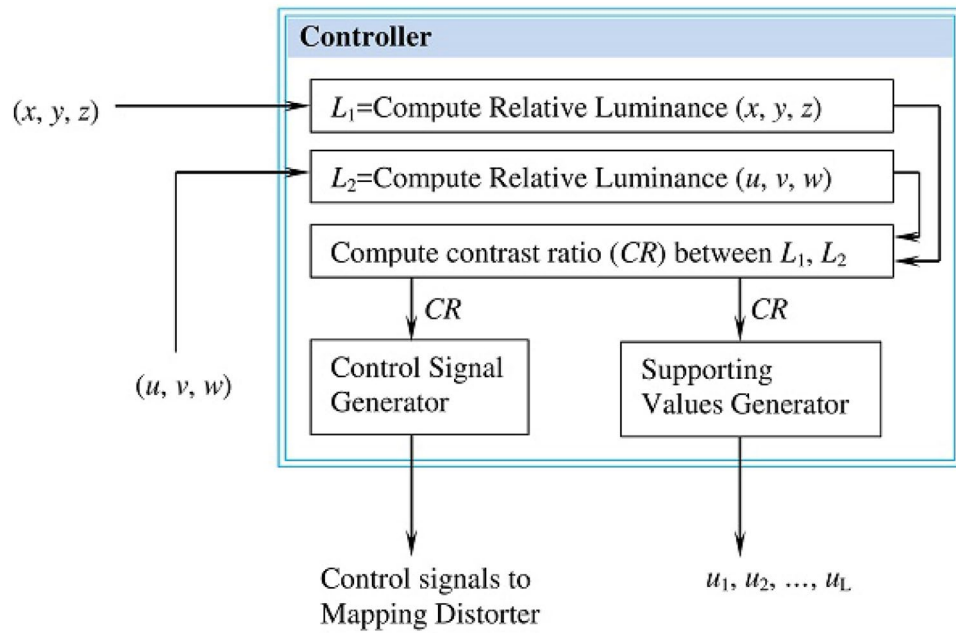 Controller
(x, y, z)
L₁=Compute Relative Luminance (x, y, z)
L₂=Compute Relative Luminance (u, v, w)
Compute contrast ratio (CR) between L₁, L₂
CR
CR
(u, v, w)
Control Signal
Generator
Supporting
Values Generator
Control signals to
Mapping Distorter
u₁, u₂, ..., u_L